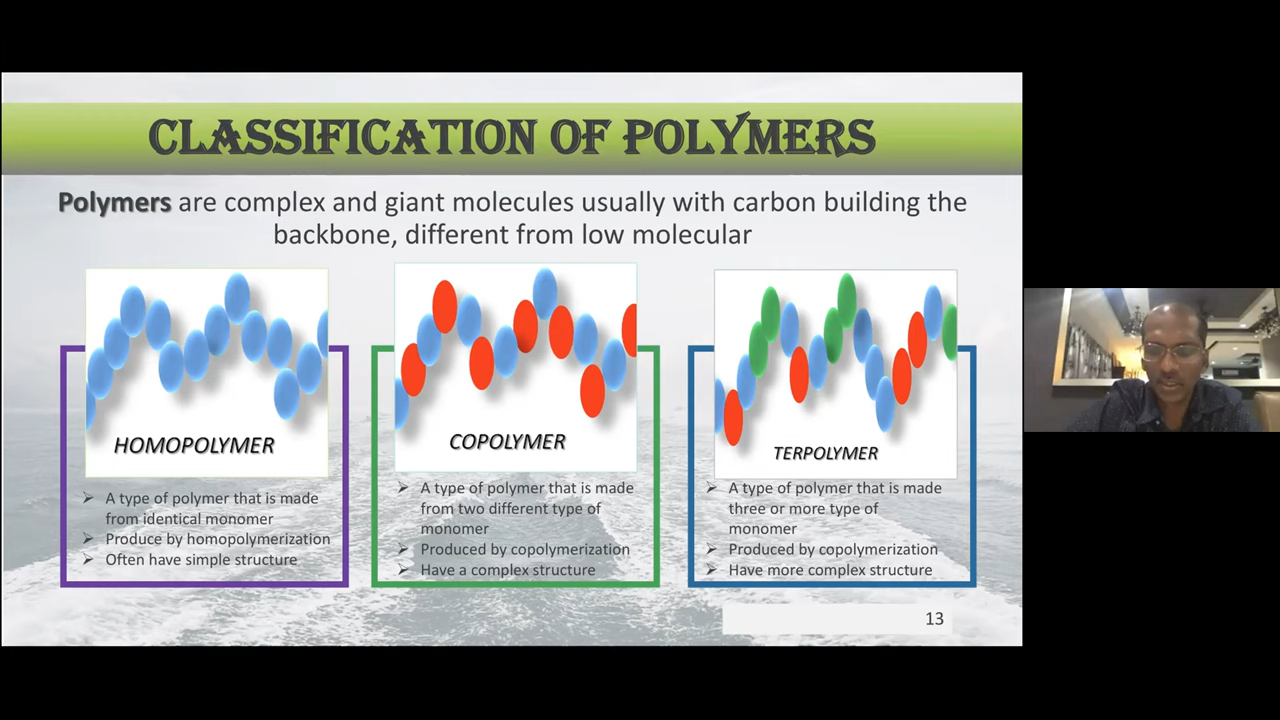 CLASSIFICATION OF POLYMERS
Polymers are complex and giant molecules usually with carbon building the
backbone, different from low molecular
HOMOPOLYMER
➢ A type of polymer that is made
from identical monomer
➢ Produce by homopolymerization
➢ Often have simple structure
COPOLYMER
➢ A type of polymer that is made
from two different type of
monomer
➢ Produced by copolymerization
➢ Have a complex structure
TERPOLYMER
➢ A type of polymer that is made
three or more type of
monomer
➢ Produced by copolymerization
➢ Have more complex structure
13